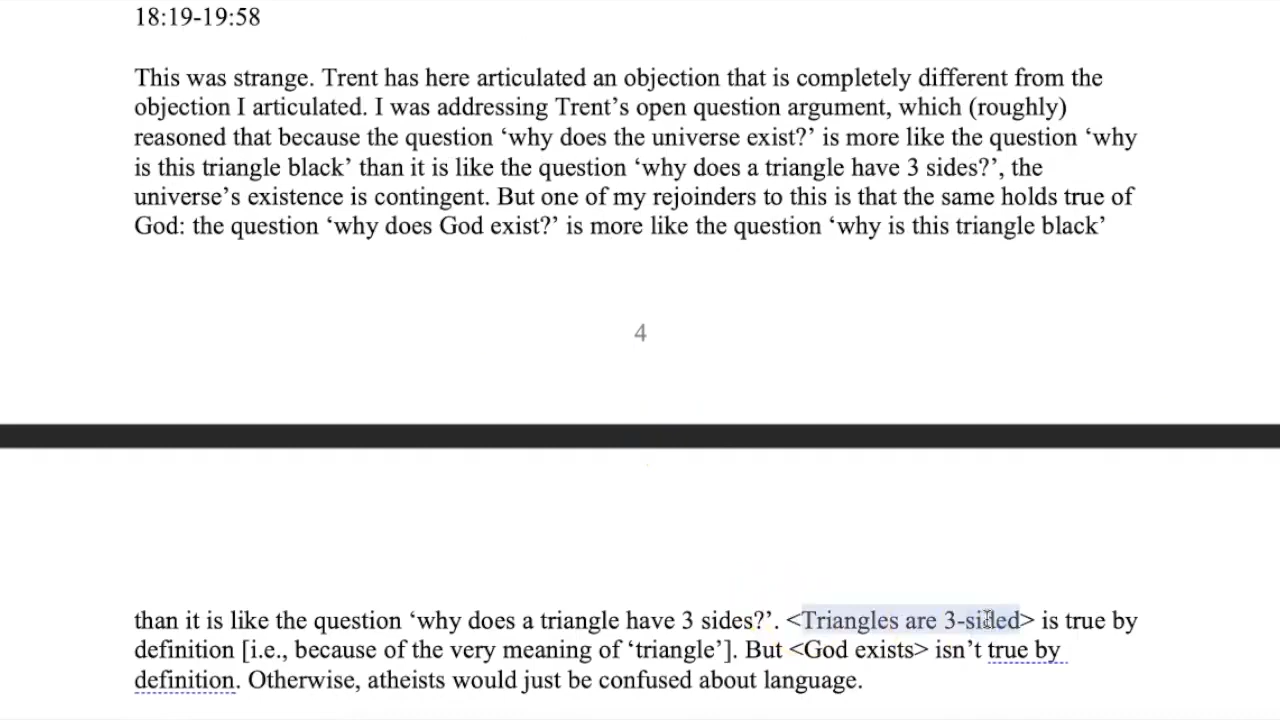 18:19-19:58
This was strange. Trent has here articulated an objection that is completely different from the
objection I articulated. I was addressing Trent’s open question argument, which (roughly)
reasoned that because the question ‘why does the universe exist?’ is more like the question ‘why
is this triangle black’ than it is like the question ‘why does a triangle have 3 sides?’, the
universe’s existence is contingent. But one of my rejoinders to this is that the same holds true of
God: the question ‘why does God exist?’ is more like the question ‘why is this triangle black’
4
than it is like the question ‘why does a triangle have 3 sides?’. <Triangles are 3-sided> is true by
definition [i.e., because of the very meaning of ‘triangle’]. But <God exists> isn’t true by
definition. Otherwise, atheists would just be confused about language.